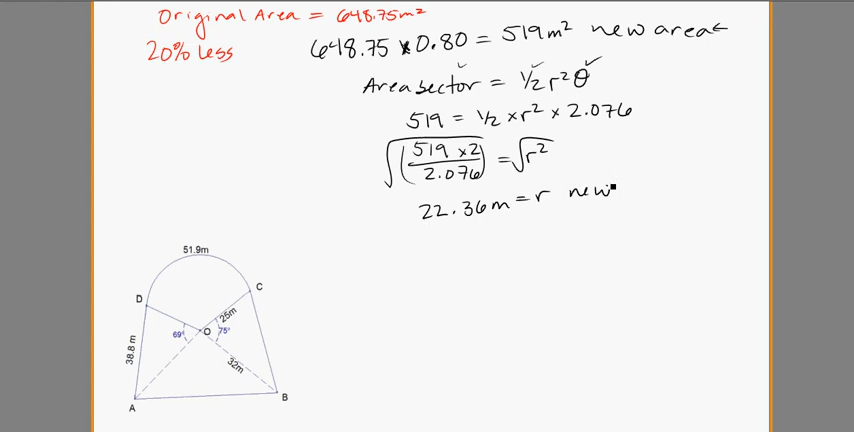 Original Area = 648.75m²
20% Less
648.75 x 0.80 = 519m² new area
Area Sector = 1/2 r² θ
519 = 1/2 x r² x 2.076
√(519 x 2 / 2.076) = √r²
22.36m = r new
51.9m
D
C
25m
69°
O
75°
38.8 m
32m
A
B